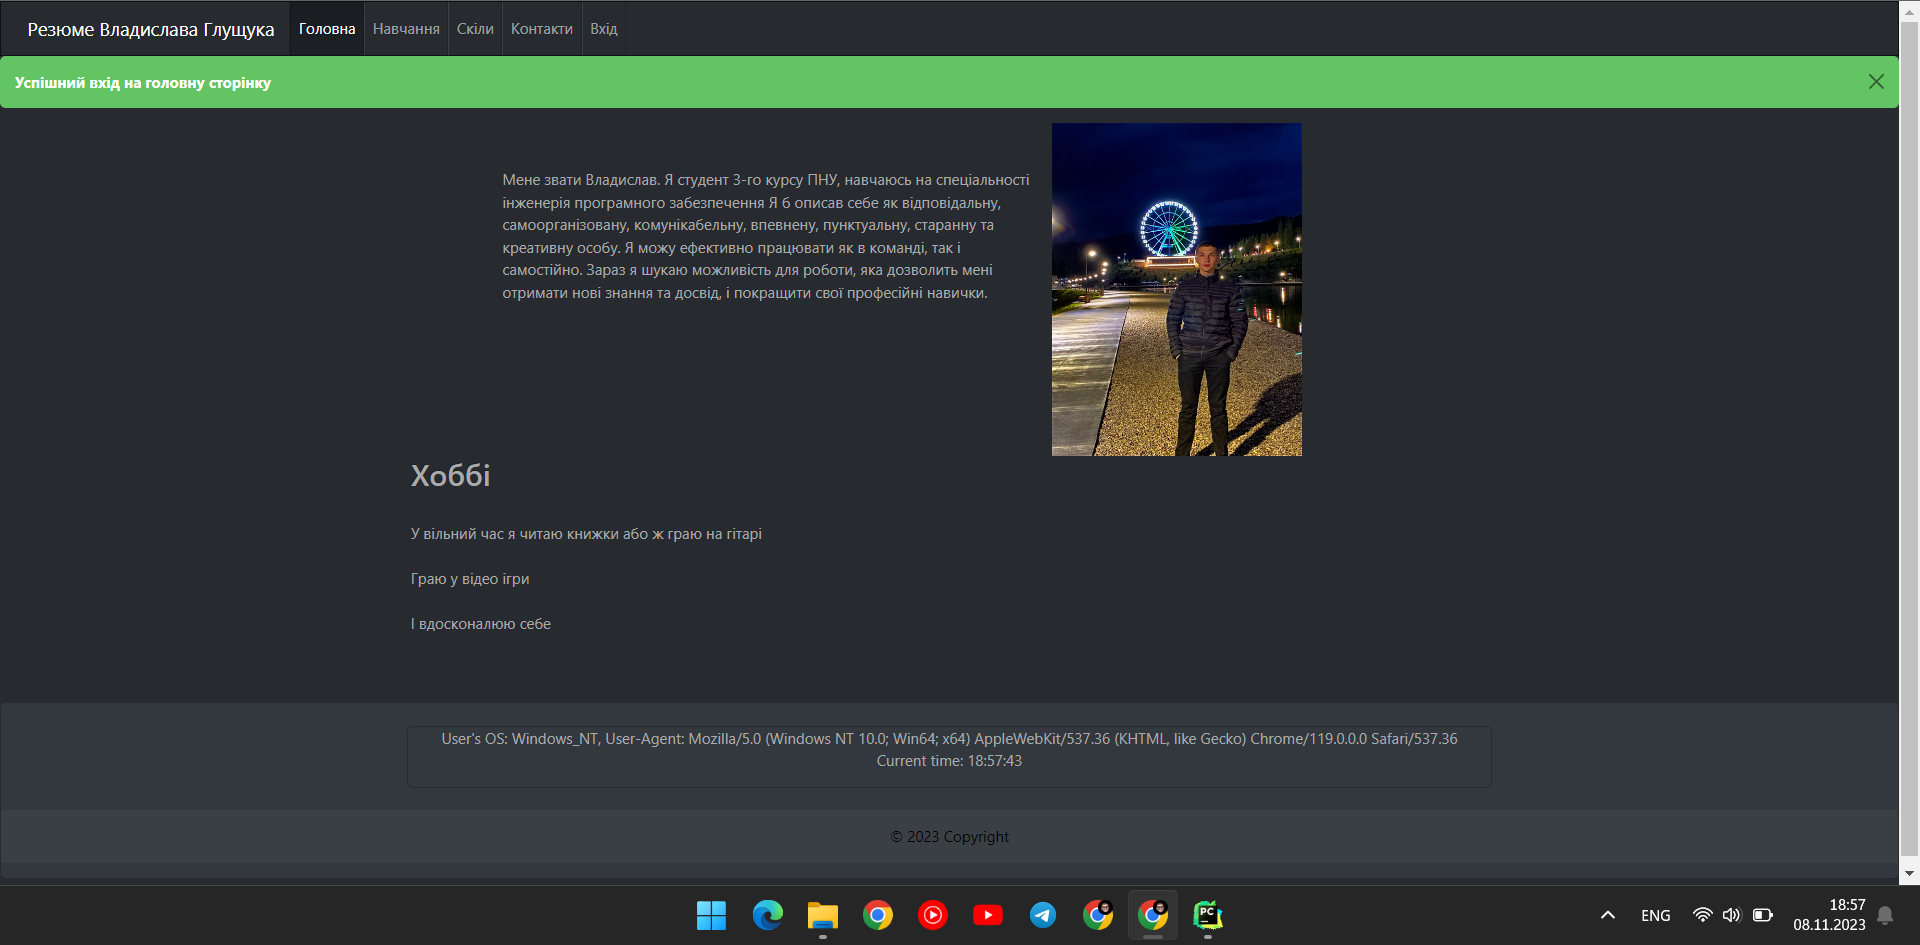 Резюме Владислава Глущука
Головна
Навчання
Скіли
Контакти
Вхід
Успішний вхід на головну сторінку
Мене звати Владислав. Я студент 3-го курсу ПНУ, навчаюсь на спеціальності
інженерія програмного забезпечення Я б описав себе як відповідальну,
самоорганізовану, комунікабельну, впевнену, пунктуальну, старанну та
креативну особу. Я можу ефективно працювати як в команді, так і
самостійно. Зараз я шукаю можливість для роботи, яка дозволить мені
отримати нові знання та досвід, і покращити свої професійні навички.
Хоббі
У вільний час я читаю книжки або ж граю на гітарі
Граю у відео ігри
І вдосконалюю себе
User's OS: Windows_NT, User-Agent: Mozilla/5.0 (Windows NT 10.0; Win64; x64) AppleWebKit/537.36 (KHTML, like Gecko) Chrome/119.0.0.0 Safari/537.36
Current time: 18:57:43
© 2023 Copyright
PC
ENG
18:57
08.11.2023